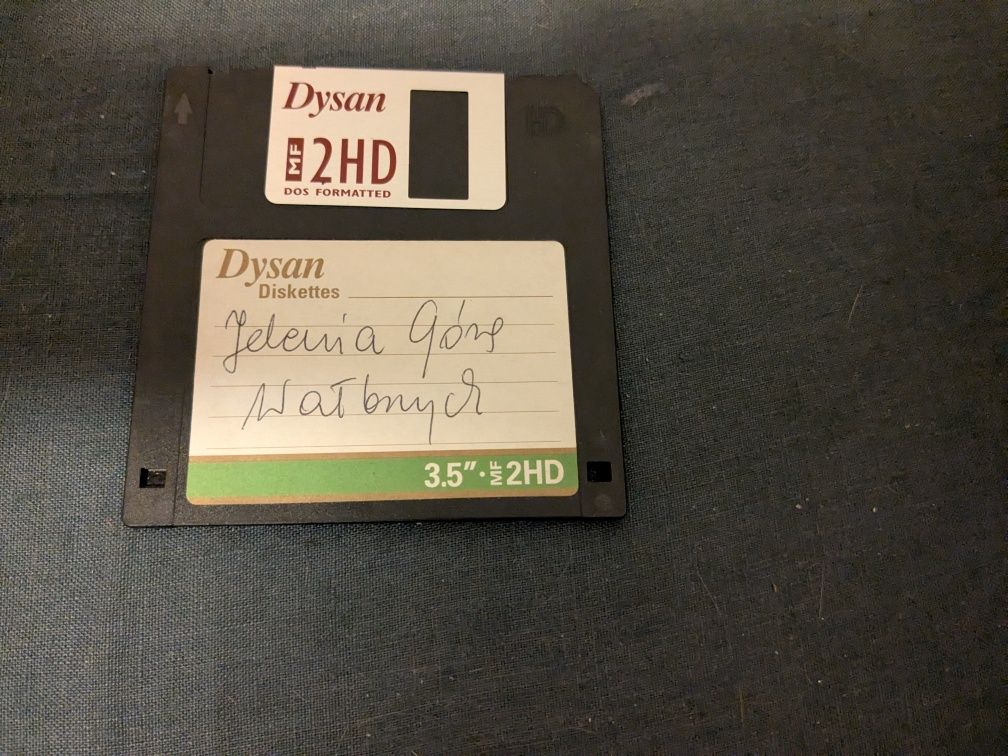 Dysan
HD
MF 2HD
DOS FORMATTED
Dysan
Diskettes
Jelenia Góra
Wałbrzych
3.5"· MF 2HD